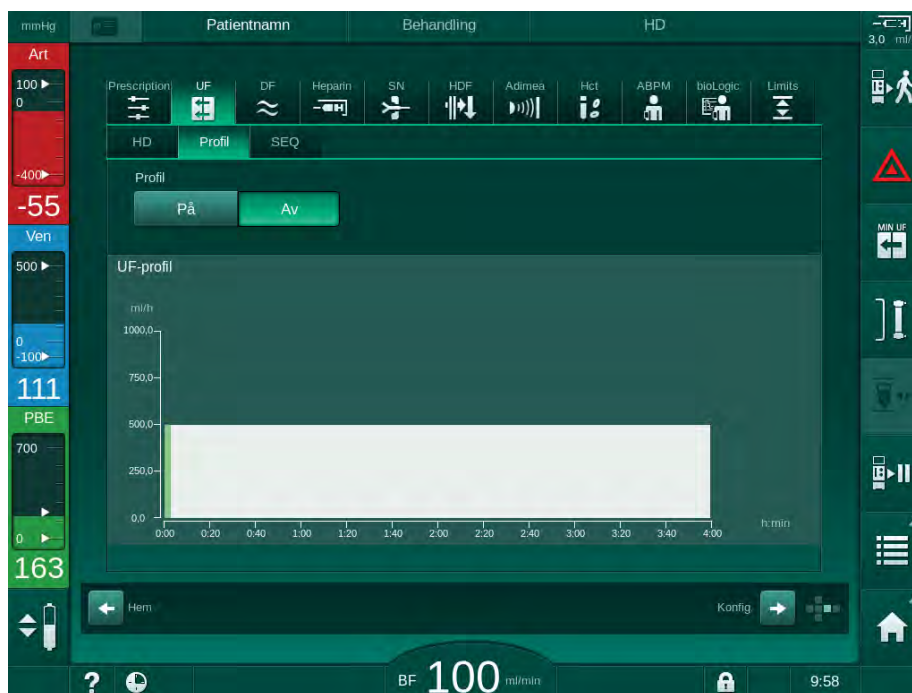 mmHg Patientnamn Behandling HD
3,0 ml/
Art
100
0
-400
-55
Ven
500
0
-100
111
PBE
700
0
163
Prescription UF DF Heparin SN HDF Adimea Hct ABPM bioLogic Limits
HD Profil SEQ
Profil
På Av
UF-profil
ml/h
1000,0
750,0
500,0
250,0
0,0
0:00 0:20 0:40 1:00 1:20 1:40 2:00 2:20 2:40 3:00 3:20 3:40 4:00
h:min
MIN UF
Hem Konfig.
? BF 100 ml/min 9:58